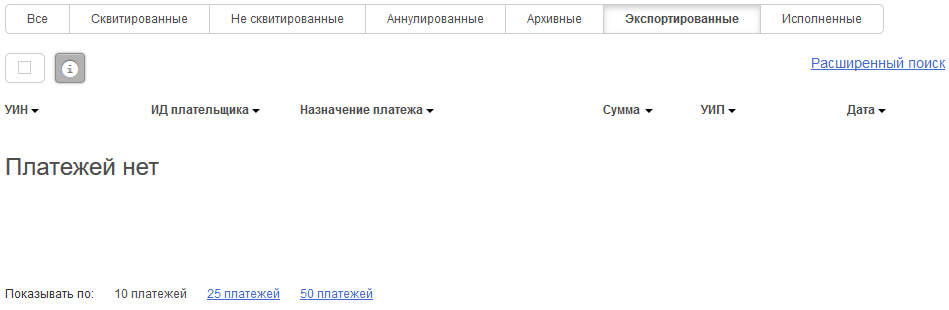 Все Сквитированные Не сквитированные Аннулированные Архивные Экспортированные Исполненные
Расширенный поиск
УИН ИД плательщика Назначение платежа Сумма УИП Дата
Платежей нет
Показывать по: 10 платежей 25 платежей 50 платежей